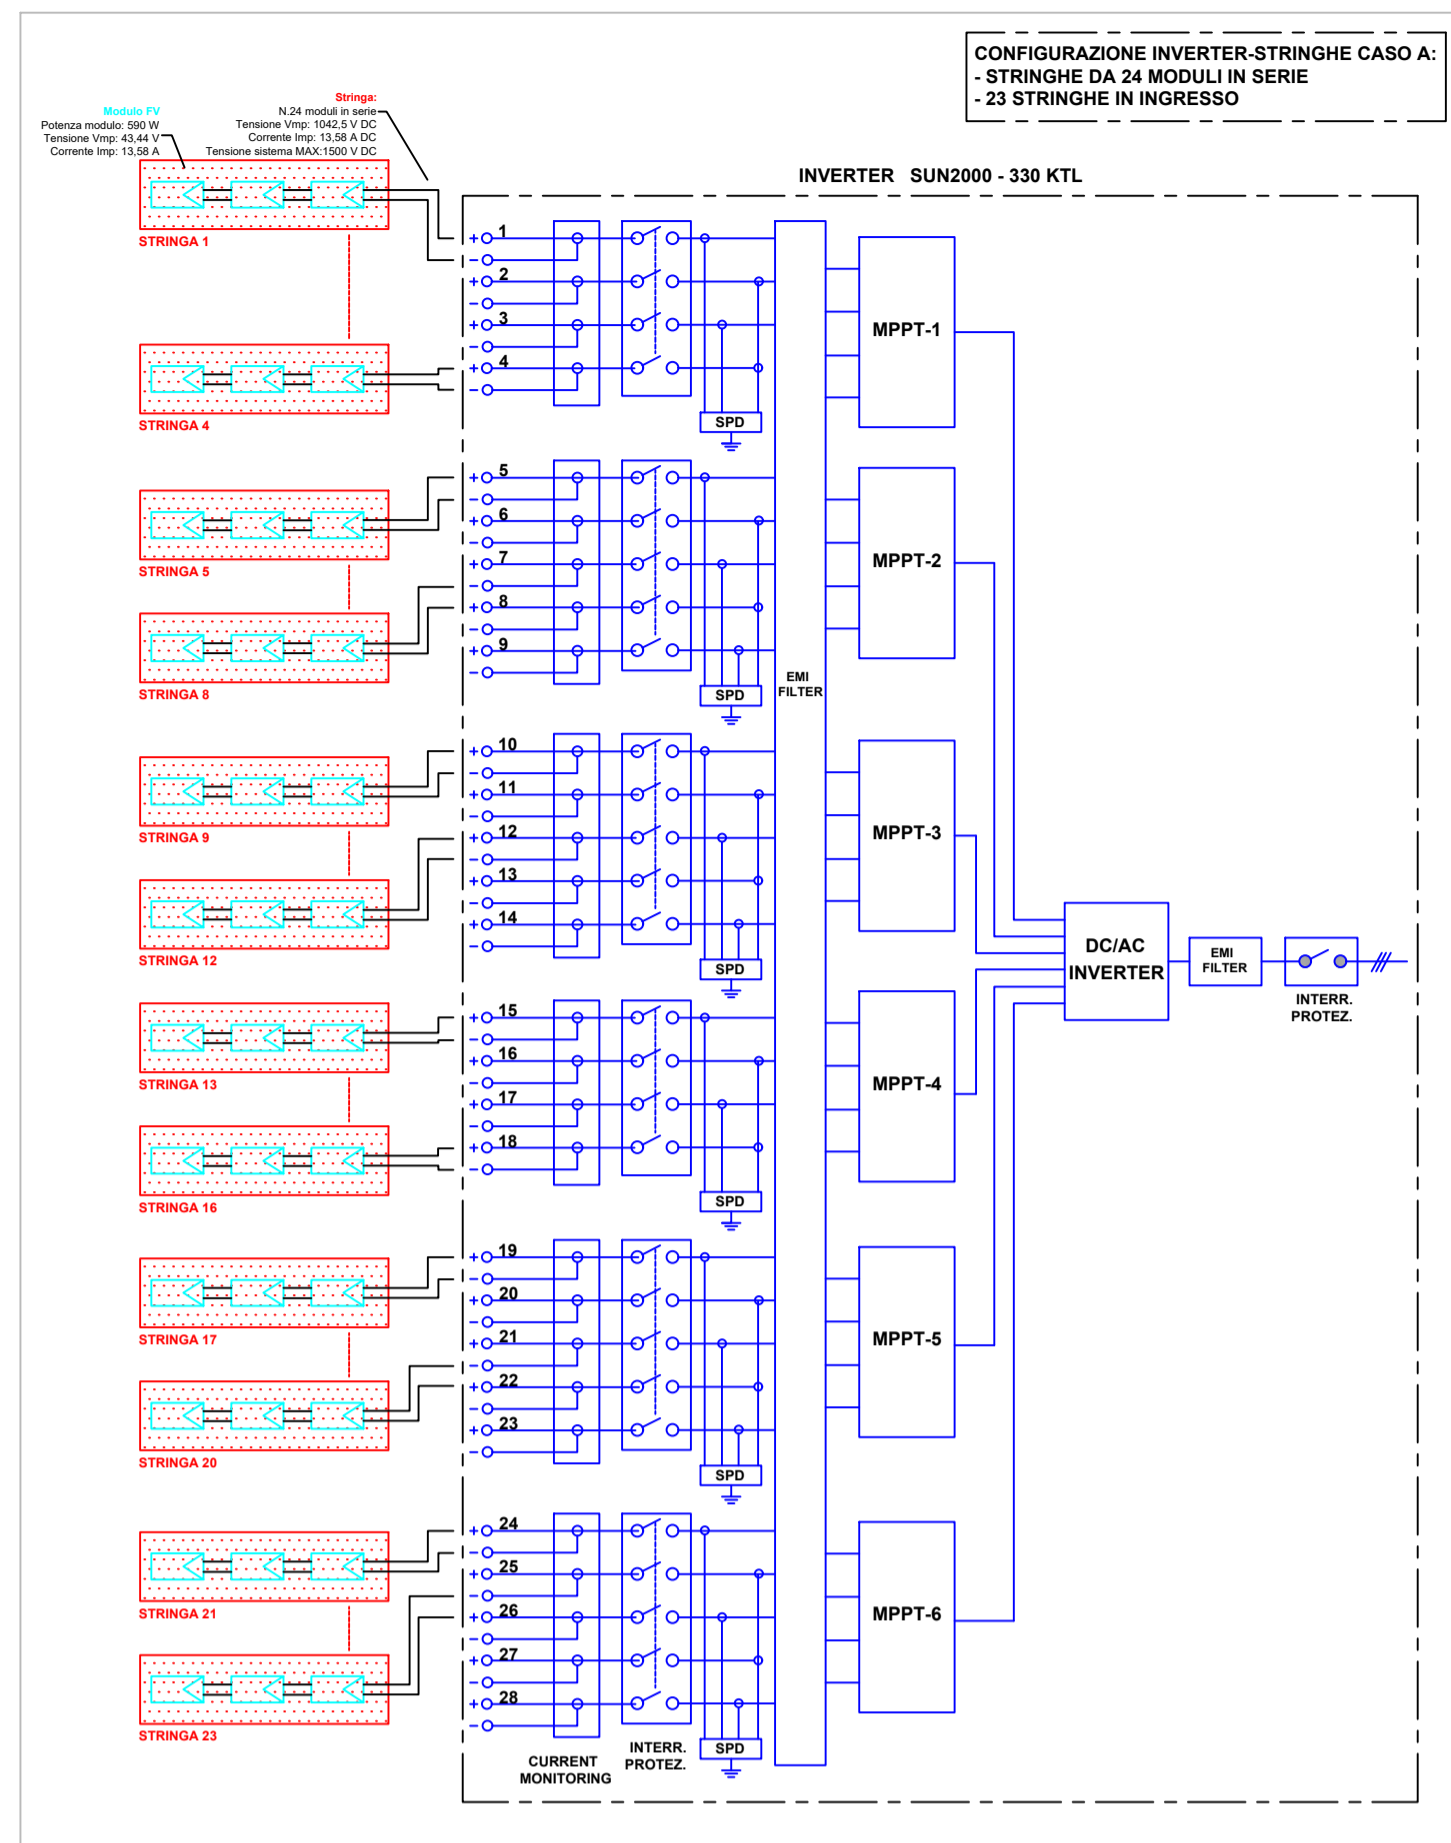 CONFIGURAZIONE INVERTER-STRINGHE CASO A:
- STRINGHE DA 24 MODULI IN SERIE
- 23 STRINGHE IN INGRESSO
Modulo FV
Potenza modulo: 590 W
Tensione Vmp: 43,44 V
Corrente Imp: 13,58 A
Stringa:
N.24 moduli in serie
Tensione Vmp: 1042,5 V DC
Corrente Imp: 13,58 A DC
Tensione sistema MAX:1500 V DC
INVERTER SUN2000 - 330 KTL
STRINGA 1
STRINGA 4
+ 1
-
+ 2
-
+ 3
-
+ 4
-
SPD
MPPT-1
STRINGA 5
STRINGA 8
+ 5
-
+ 6
-
+ 7
-
+ 8
-
+ 9
-
SPD
EMI
FILTER
MPPT-2
STRINGA 9
STRINGA 12
+ 10
-
+ 11
-
+ 12
-
+ 13
-
+ 14
-
SPD
MPPT-3
DC/AC
INVERTER
EMI
FILTER
INTERR.
PROTEZ.
STRINGA 13
STRINGA 16
+ 15
-
+ 16
-
+ 17
-
+ 18
-
SPD
MPPT-4
STRINGA 17
STRINGA 20
+ 19
-
+ 20
-
+ 21
-
+ 22
-
+ 23
-
SPD
MPPT-5
STRINGA 21
STRINGA 23
+ 24
-
+ 25
-
+ 26
-
+ 27
-
+ 28
-
SPD
MPPT-6
CURRENT
MONITORING
INTERR.
PROTEZ.